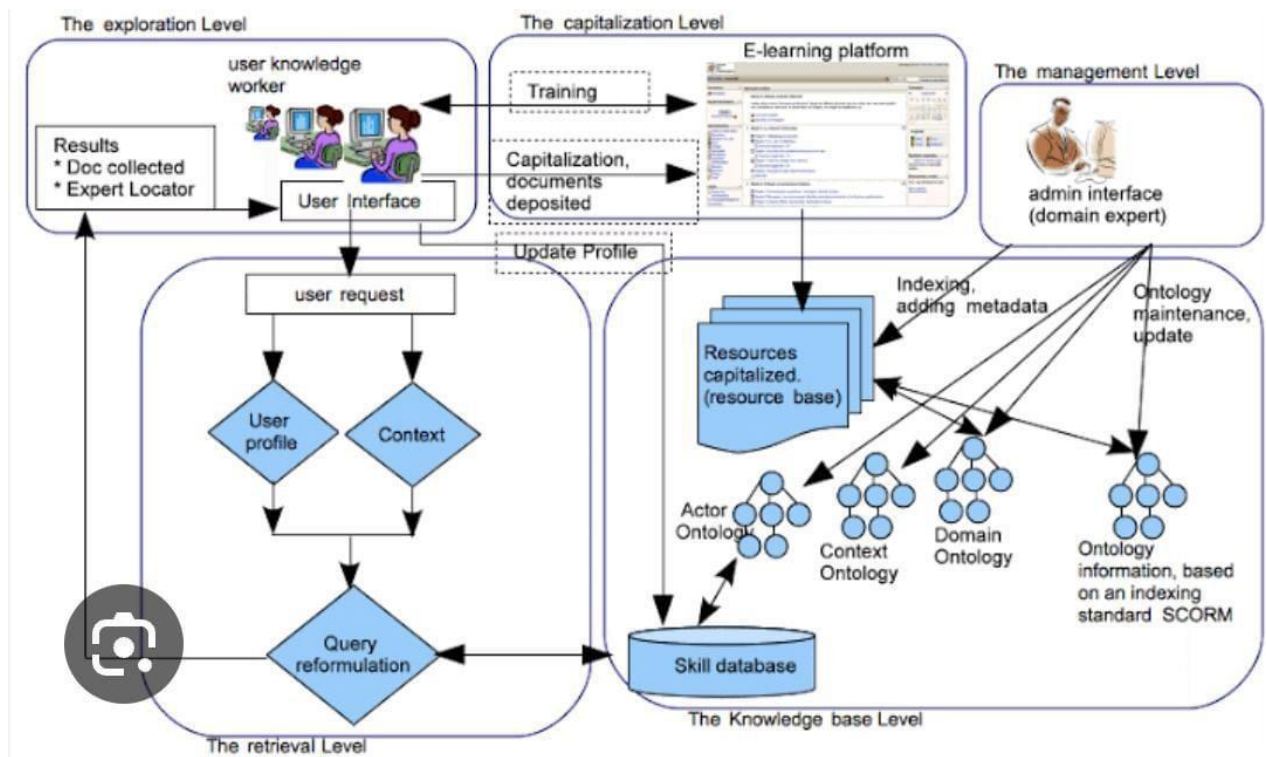 The exploration Level
The capitalization Level
E-learning platform
The management Level
user knowledge
worker
Training
Results
* Doc collected
* Expert Locator
Capitalization,
documents
deposited
User Interface
admin interface
(domain expert)
Update Profile
user request
Indexing,
adding metadata
Ontology
maintenance,
update
Resources
capitalized.
(resource base)
User
profile
Context
Actor
Ontology
Context
Ontology
Domain
Ontology
Ontology
information, based
on an indexing
standard SCORM
Query
reformulation
Skill database
The Knowledge base Level
The retrieval Level